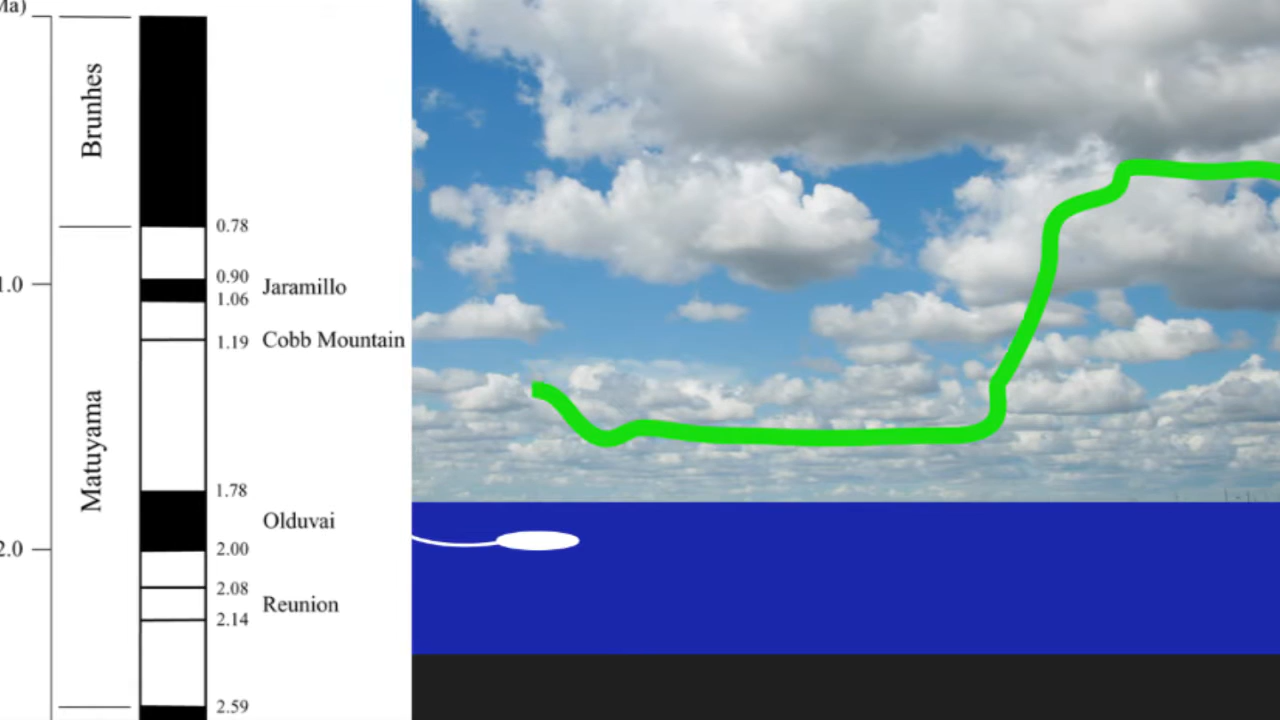 Ma)
Brunhes
0.78
0.90
1.0
Jaramillo
1.06
1.19
Cobb Mountain
Matuyama
1.78
Olduvai
2.0
2.00
2.08
Reunion
2.14
2.59